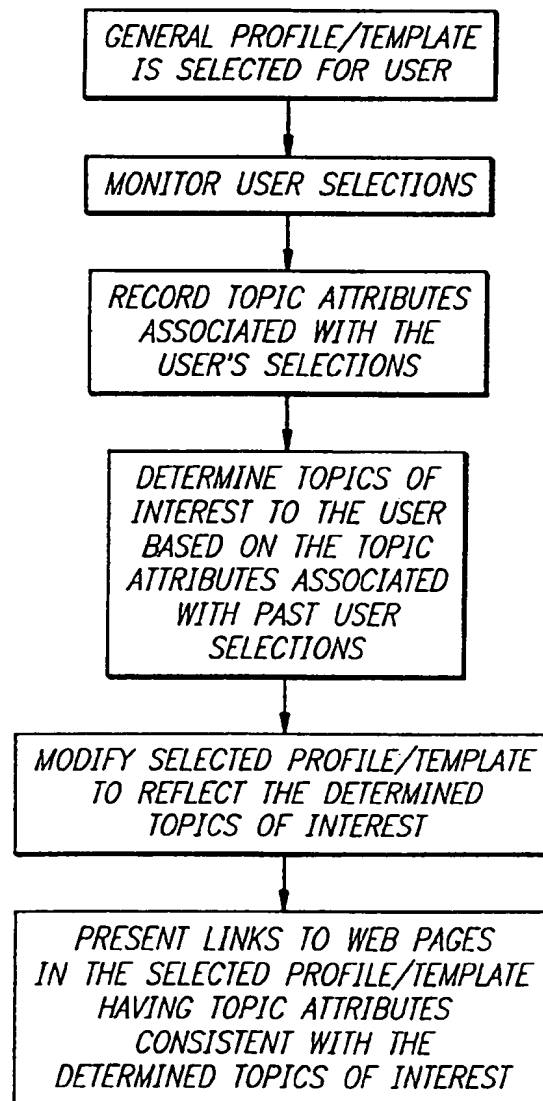 GENERAL PROFILE/TEMPLATE
IS SELECTED FOR USER
MONITOR USER SELECTIONS
RECORD TOPIC ATTRIBUTES
ASSOCIATED WITH THE
USER'S SELECTIONS
DETERMINE TOPICS OF
INTEREST TO THE USER
BASED ON THE TOPIC
ATTRIBUTES ASSOCIATED
WITH PAST USER
SELECTIONS
MODIFY SELECTED PROFILE/TEMPLATE
TO REFLECT THE DETERMINED
TOPICS OF INTEREST
PRESENT LINKS TO WEB PAGES
IN THE SELECTED PROFILE/TEMPLATE
HAVING TOPIC ATTRIBUTES
CONSISTENT WITH THE
DETERMINED TOPICS OF INTEREST